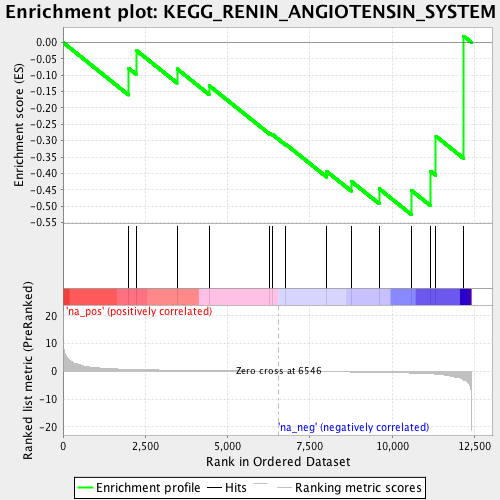 Enrichment plot: KEGG_RENIN_ANGIOTENSIN_SYSTEM
Enrichment score (ES)
0.00
-0.05
-0.10
-0.15
-0.20
-0.25
-0.30
-0.35
-0.40
-0.45
-0.50
-0.55
'na_pos' (positively correlated)
Ranked list metric (PreRanked)
20
10
0
-10
-20
Zero cross at 6546
'na_neg' (negatively correlated)
0
2,500
5,000
7,500
10,000
12,500
Rank in Ordered Dataset
Enrichment profile
Hits
Ranking metric scores